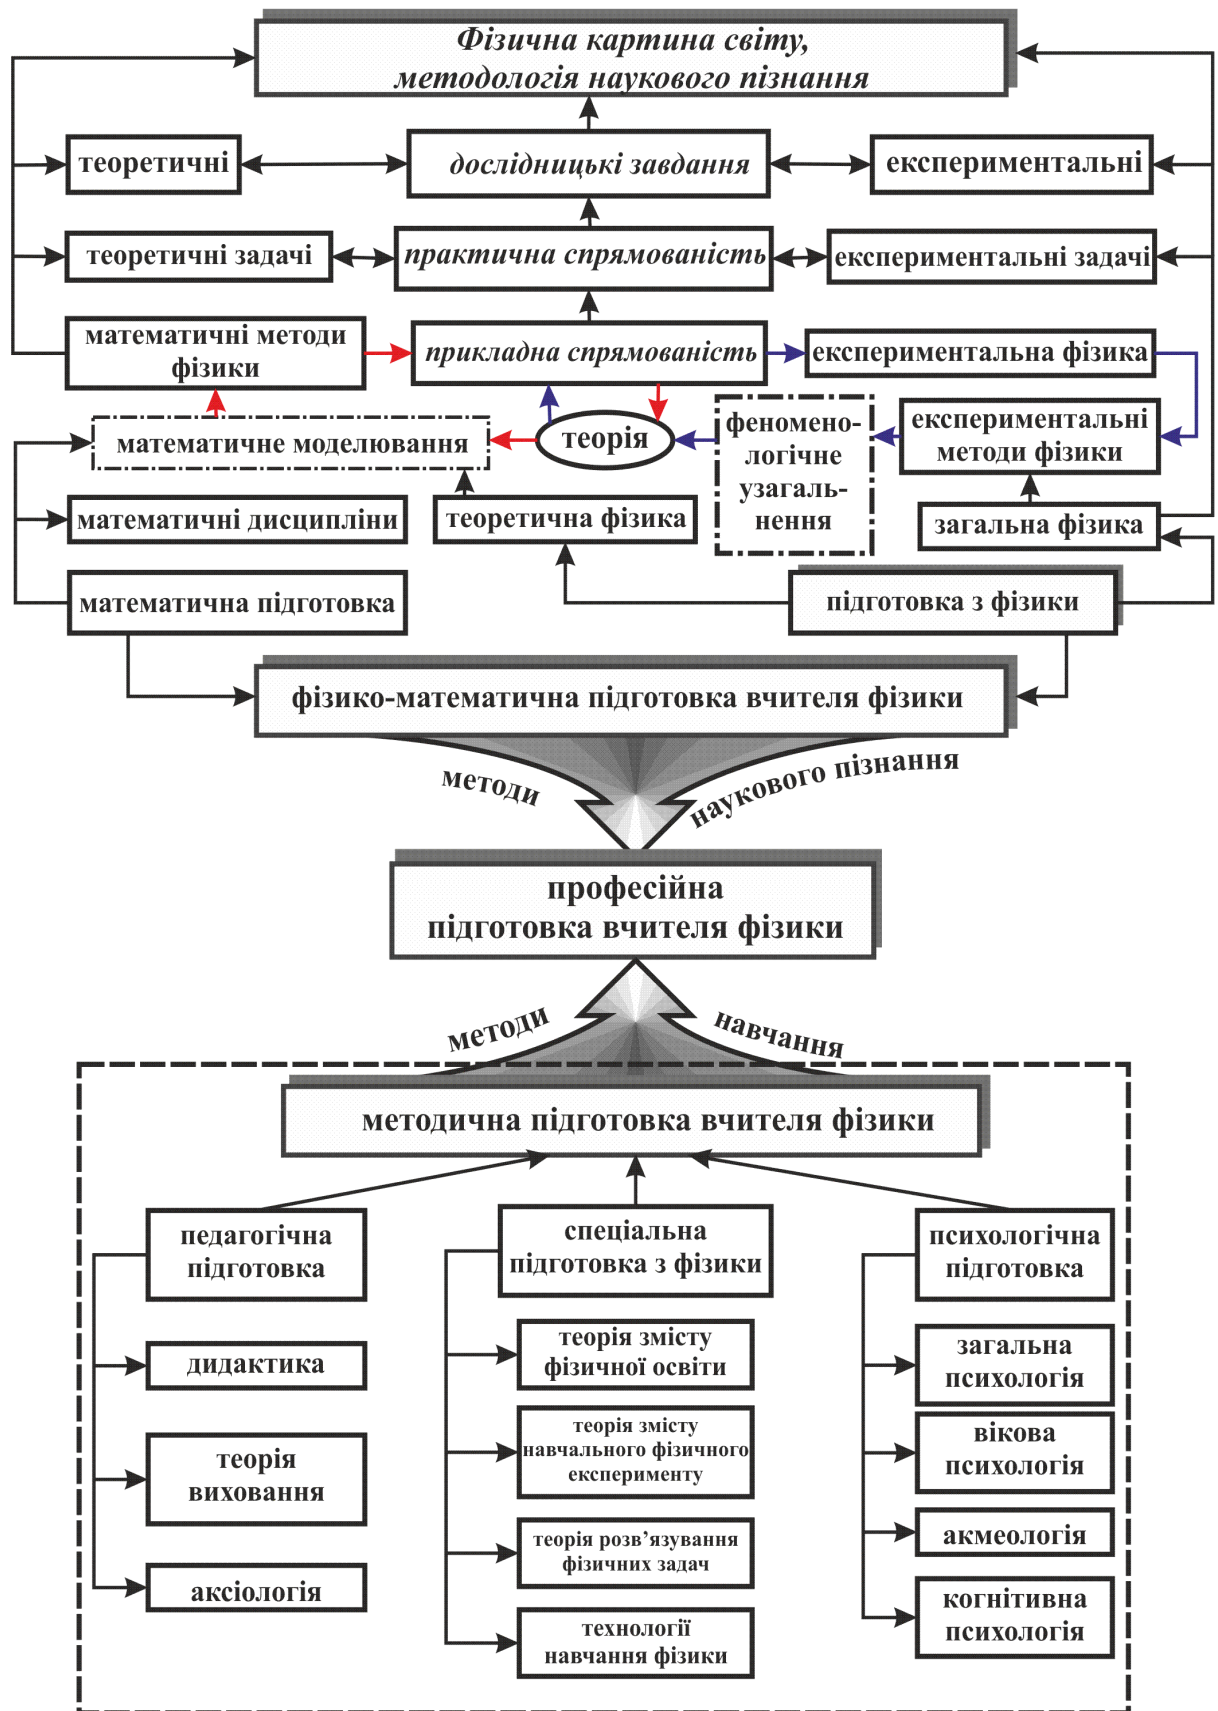 Фізична картина світу,
методологія наукового пізнання
теоретичні
дослідницькі завдання
експериментальні
теоретичні задачі
практична спрямованість
експериментальні задачі
математичні методи
фізики
прикладна спрямованість
експериментальна фізика
математичне моделювання
теорія
феномено-
логічне
узагаль-
нення
експериментальні
методи фізики
математичні дисципліни
теоретична фізика
загальна фізика
математична підготовка
підготовка з фізики
фізико-математична підготовка вчителя фізики
методи
наукового пізнання
професійна
підготовка вчителя фізики
методи
навчання
методична підготовка вчителя фізики
педагогічна
підготовка
дидактика
теорія
виховання
аксіологія
спеціальна
підготовка з фізики
теорія змісту
фізичної освіти
теорія змісту
навчального фізичного
експерименту
теорія розв’язування
фізичних задач
технології
навчання фізики
психологічна
підготовка
загальна
психологія
вікова
психологія
акмеологія
когнітивна
психологія